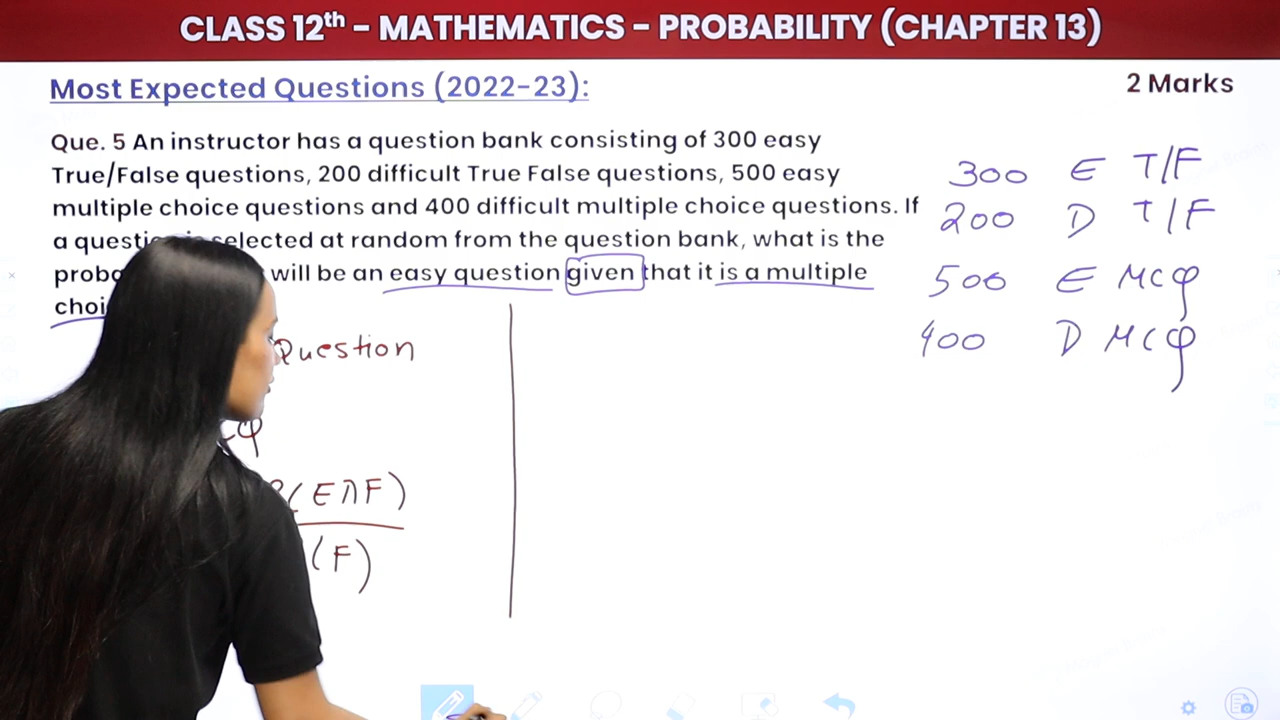 CLASS 12th – MATHEMATICS – PROBABILITY (CHAPTER 13)
Most Expected Questions (2022-23):
2 Marks
Que. 5 An instructor has a question bank consisting of 300 easy
True/False questions, 200 difficult True False questions, 500 easy
multiple choice questions and 400 difficult multiple choice questions. If
a selected at random from the question bank, what is the
will be an easy question given that it is a multiple
300 E T/F
200 D T/F
500 E MCQ
400 D MCQ
Question
(E∩F)
(F)